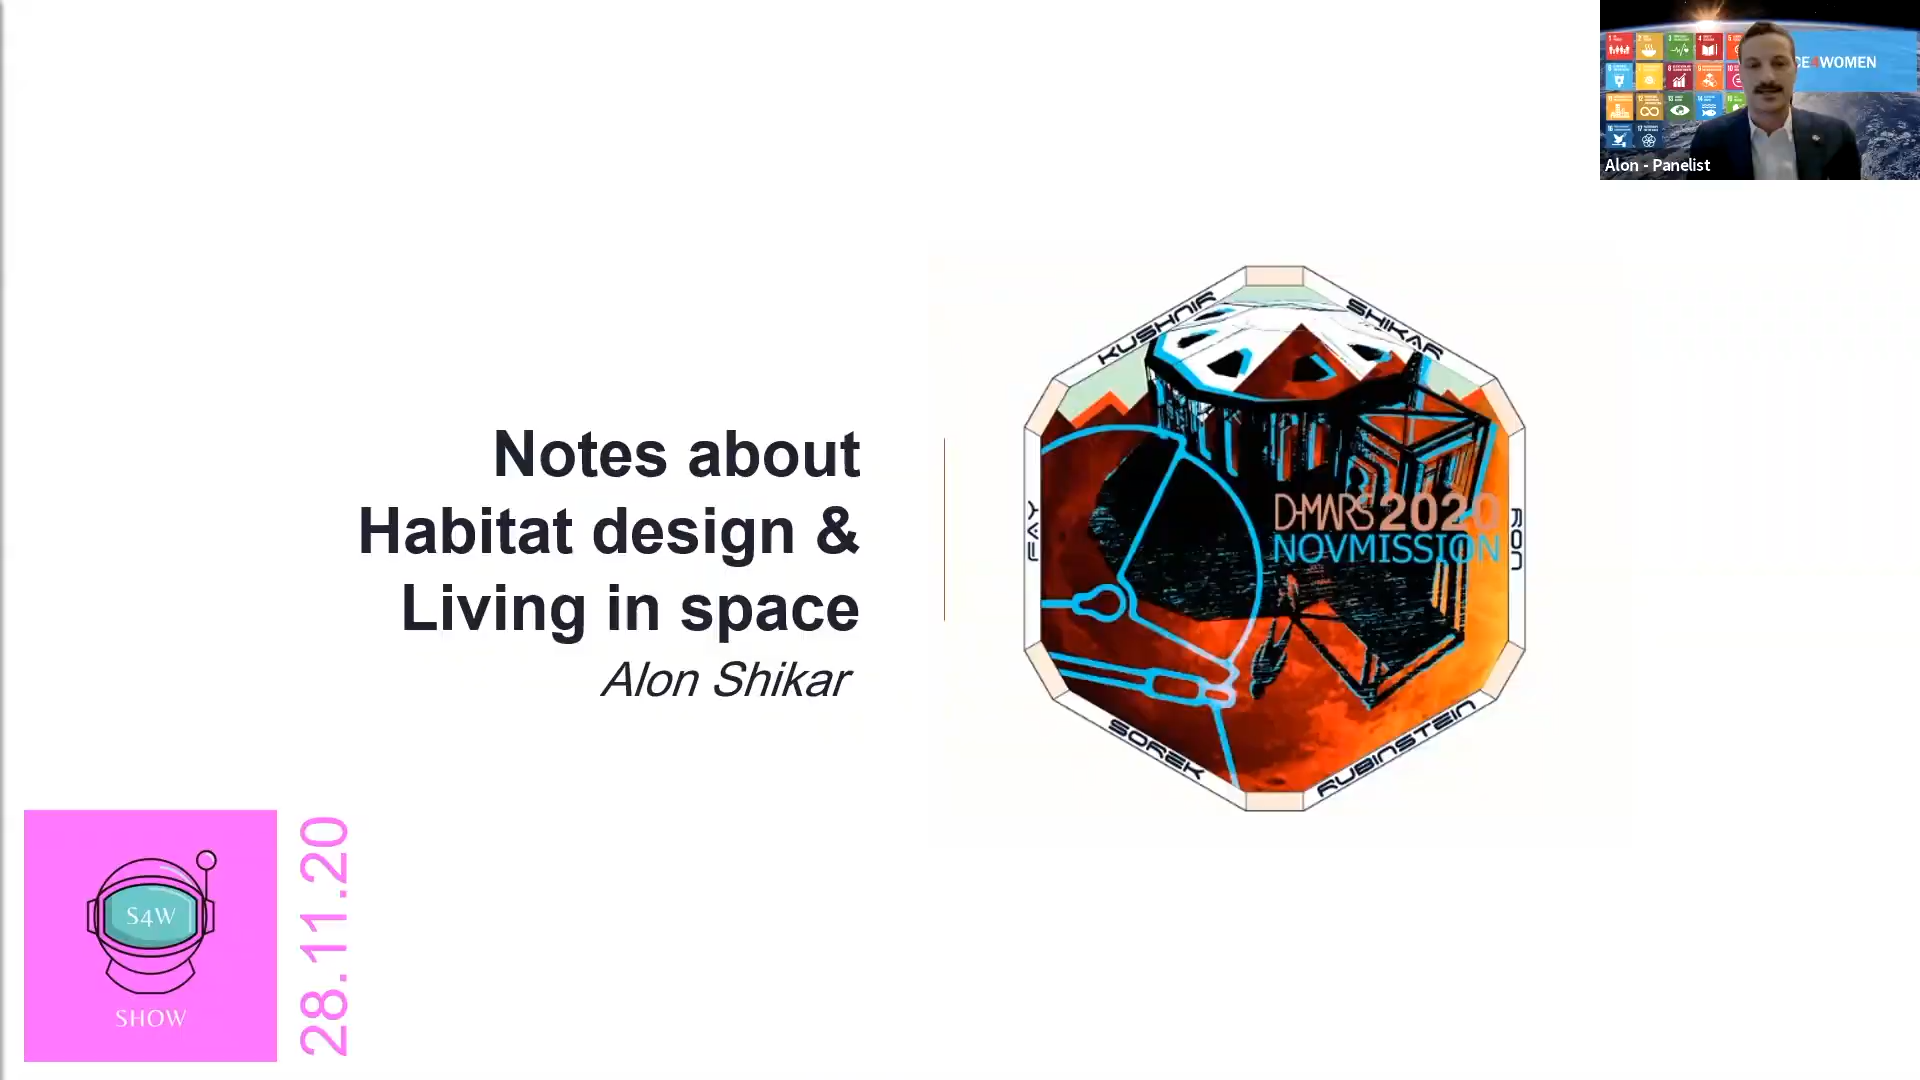 CE4WOMEN
Alon - Panelist
KUSHNIR
SHIKAR
Notes about
Habitat design &
Living in space
Alon Shikar
D-MARS 2020
NOVMISSION
FAY
RON
SOREK
RUBINSTEIN
S4W
SHOW
28.11.20